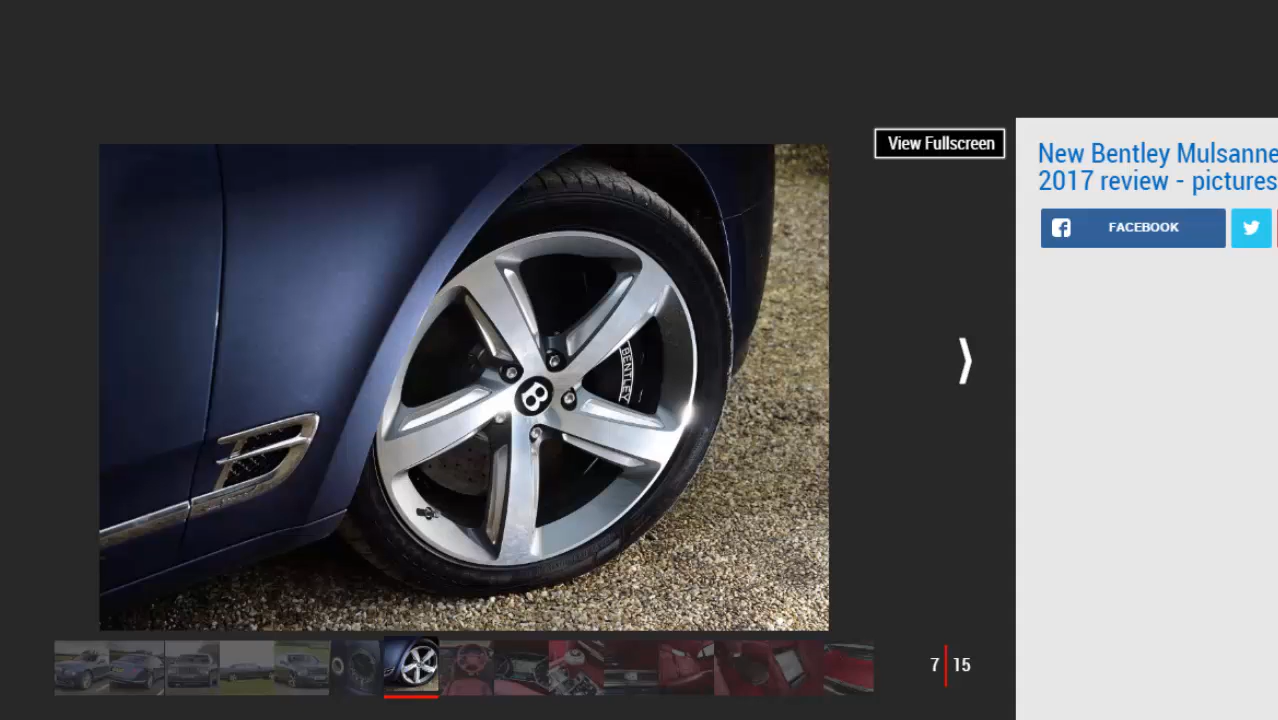 View Fullscreen
New Bentley Mulsanne
2017 review - pictures
FACEBOOK
BENTLEY
B
7 15